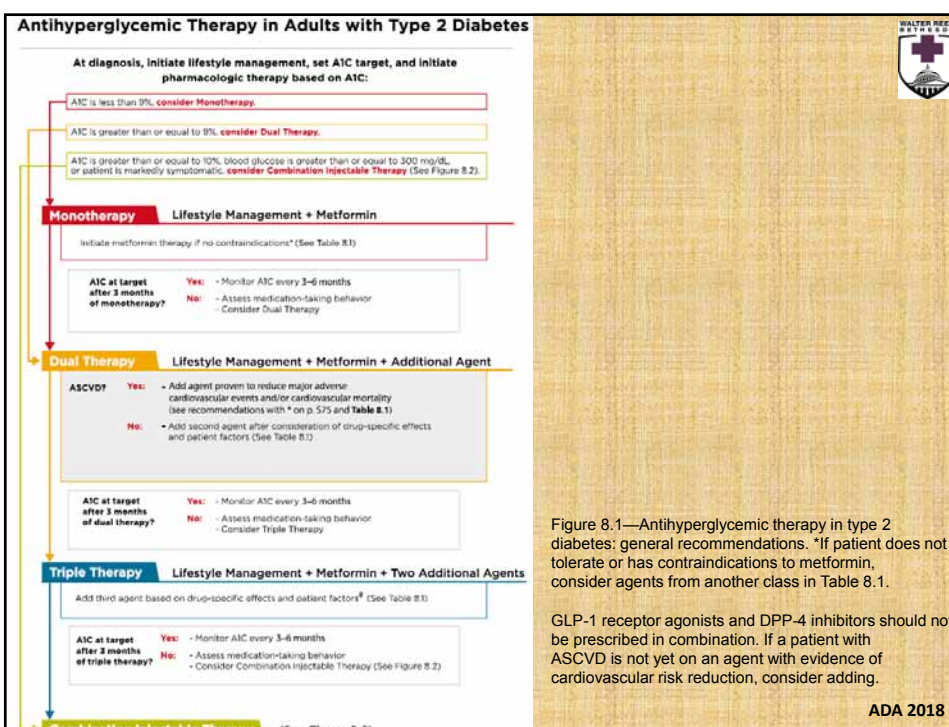 Antihyperglycemic Therapy in Adults with Type 2 Diabetes
At diagnosis, initiate lifestyle management, set A1C target, and initiate
pharmacologic therapy based on A1C:
A1C is less than 9%, consider Monotherapy.
A1C is greater than or equal to 9%, consider Dual Therapy.
A1C is greater than or equal to 10%, blood glucose is greater than or equal to 300 mg/dL,
or patient is markedly symptomatic, consider Combination Injectable Therapy (See Figure 8.2).
Monotherapy Lifestyle Management + Metformin
Initiate metformin therapy if no contraindications* (See Table 8.1)
A1C at target
after 3 months
of monotherapy?
Yes: - Monitor A1C every 3–6 months
No: - Assess medication-taking behavior
- Consider Dual Therapy
Dual Therapy Lifestyle Management + Metformin + Additional Agent
ASCVD? Yes: - Add agent proven to reduce major adverse
cardiovascular events and/or cardiovascular mortality
(see recommendations with * on p. S75 and Table 8.1)
No: - Add second agent after consideration of drug-specific effects
and patient factors (See Table 8.1)
A1C at target
after 3 months
of dual therapy?
Yes: - Monitor A1C every 3–6 months
No: - Assess medication-taking behavior
- Consider Triple Therapy
Triple Therapy Lifestyle Management + Metformin + Two Additional Agents
Add third agent based on drug-specific effects and patient factors# (See Table 8.1)
A1C at target
after 3 months
of triple therapy?
Yes: - Monitor A1C every 3–6 months
No: - Assess medication-taking behavior
- Consider Combination Injectable Therapy (See Figure 8.2)
WALTER REE
BETHESD
Figure 8.1—Antihyperglycemic therapy in type 2
diabetes: general recommendations. *If patient does not
tolerate or has contraindications to metformin,
consider agents from another class in Table 8.1.
GLP-1 receptor agonists and DPP-4 inhibitors should no
be prescribed in combination. If a patient with
ASCVD is not yet on an agent with evidence of
cardiovascular risk reduction, consider adding.
ADA 2018